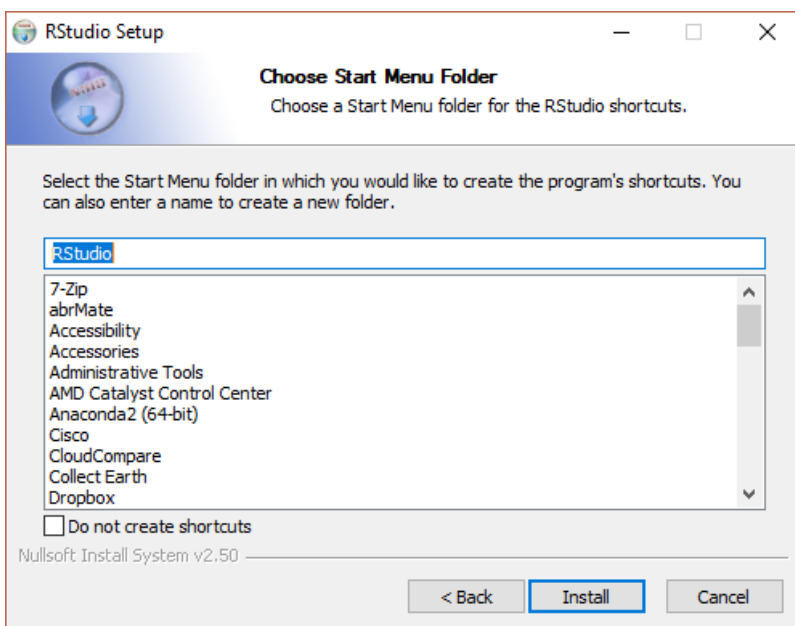 RStudio Setup
Choose Start Menu Folder
Choose a Start Menu folder for the RStudio shortcuts.
Select the Start Menu folder in which you would like to create the program's shortcuts. You
can also enter a name to create a new folder.
RStudio
7-Zip
abrMate
Accessibility
Accessories
Administrative Tools
AMD Catalyst Control Center
Anaconda2 (64-bit)
Cisco
CloudCompare
Collect Earth
Dropbox
Do not create shortcuts
Nullsoft Install System v2.50
< Back Install Cancel